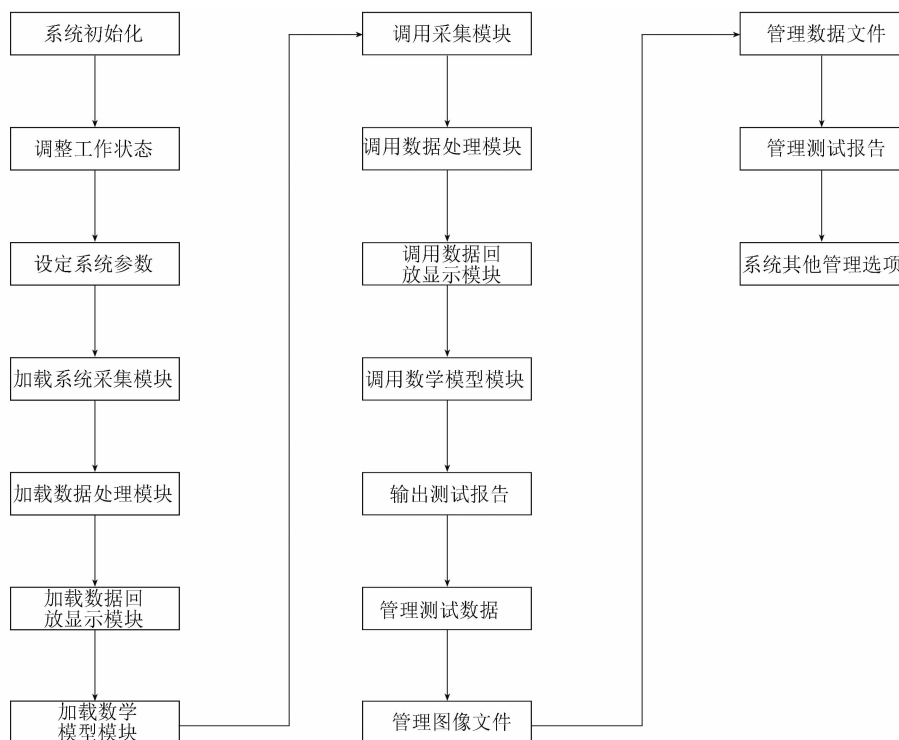 系统初始化
调整工作状态
设定系统参数
加载系统采集模块
加载数据处理模块
加载数据回
放显示模块
加载数学
模型模块
调用采集模块
调用数据处理模块
调用数据回
放显示模块
调用数学模型模块
输出测试报告
管理测试数据
管理图像文件
管理数据文件
管理测试报告
系统其他管理选项